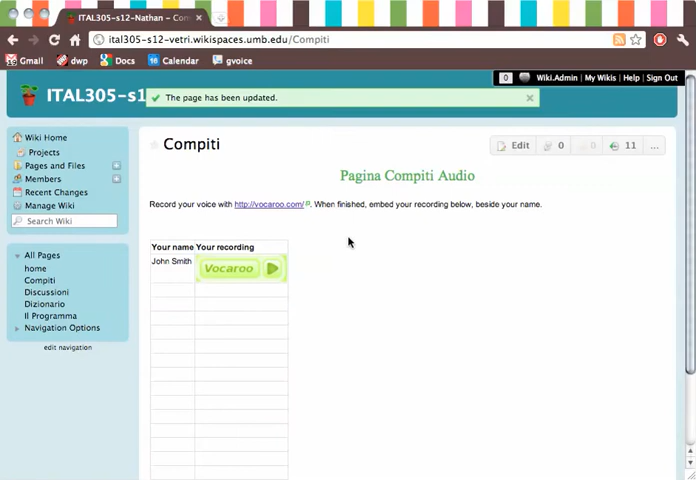 ITAL305-s12-Nathan - Com
ital305-s12-vetri.wikispaces.umb.edu/Compiti
Gmail dwp Docs 16 Calendar gvoice
0 Wiki.Admin | My Wikis | Help | Sign Out
ITAL305-s1
The page has been updated.
Wiki Home
Projects
Pages and Files
Members
Recent Changes
Manage Wiki
Search Wiki
All Pages
home
Compiti
Discussioni
Dizionario
Il Programma
Navigation Options
edit navigation
Compiti
Edit 0 0 11 ...
Pagina Compiti Audio
Record your voice with http://vocaroo.com/. When finished, embed your recording below, beside your name.
Your name Your recording
John Smith Vocaroo